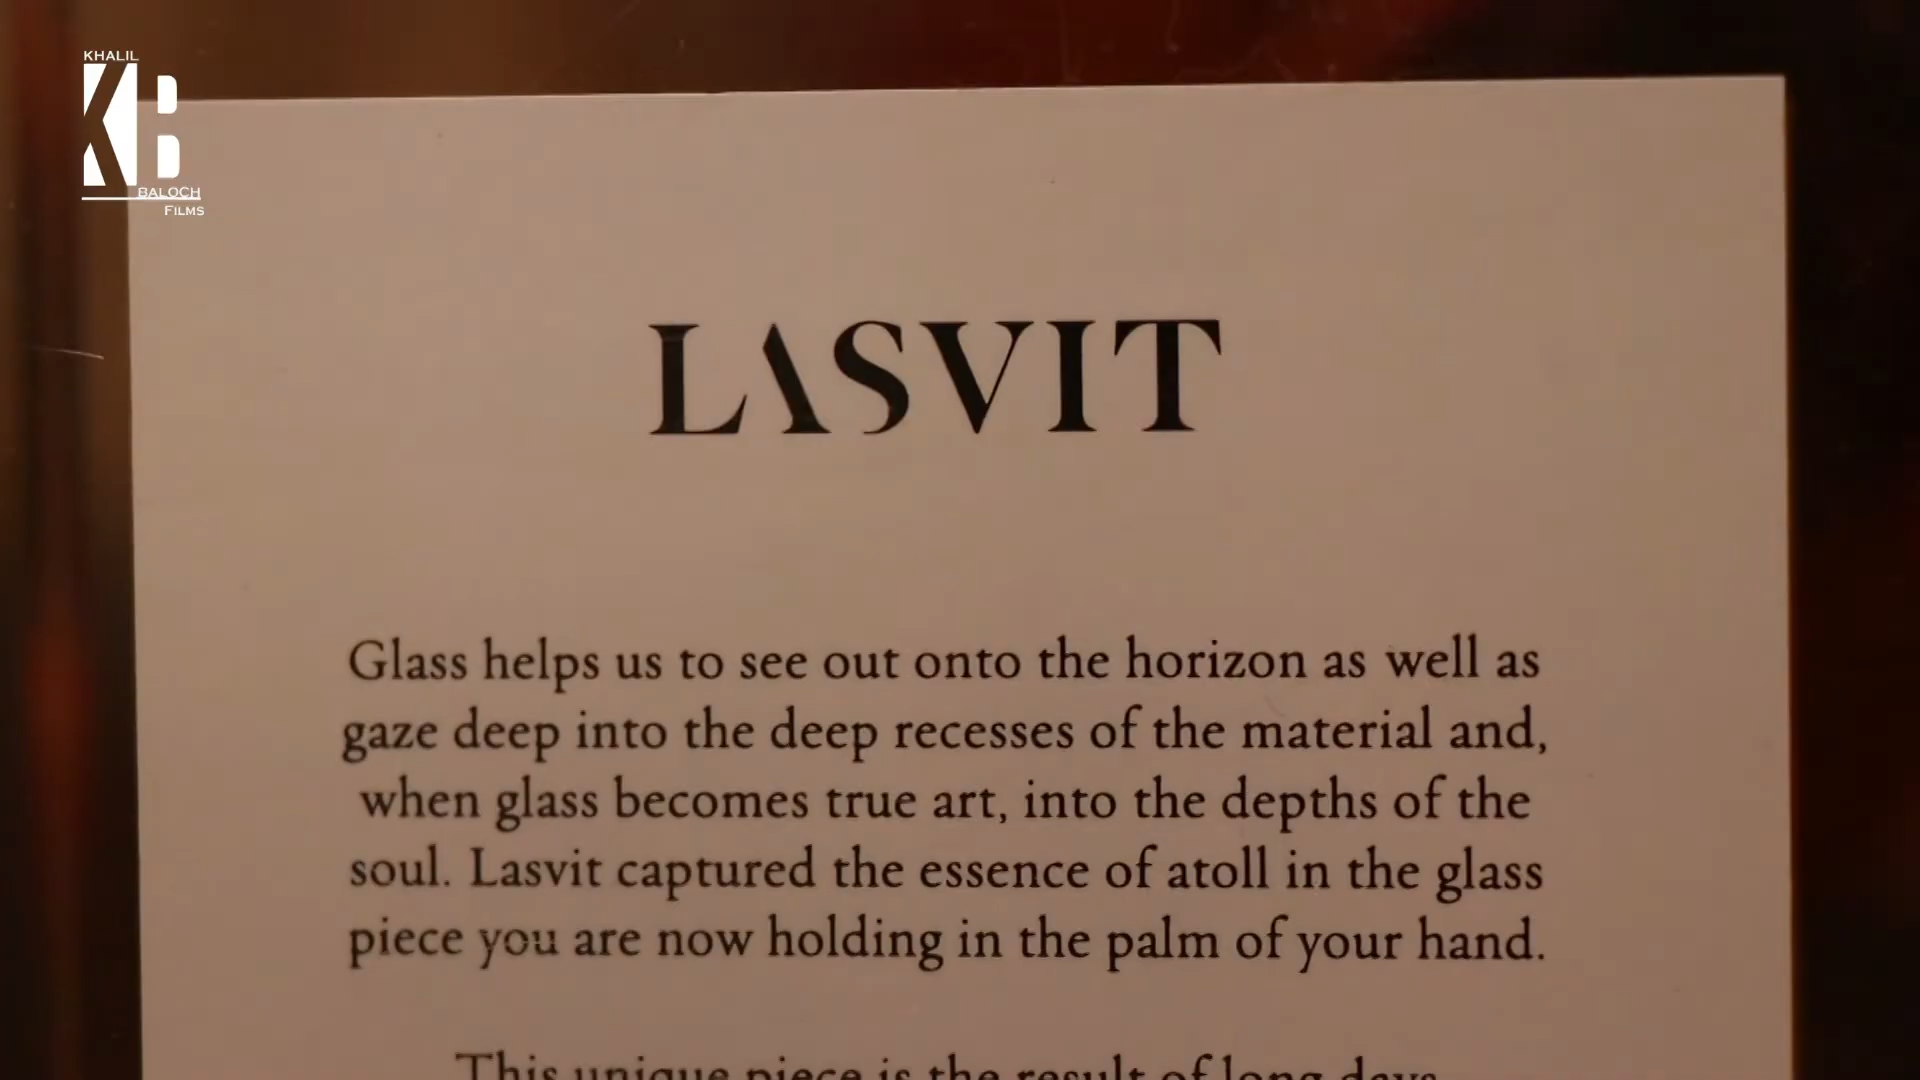 KHALIL
KB
BALOCH
FILMS
LASVIT
Glass helps us to see out onto the horizon as well as
gaze deep into the deep recesses of the material and,
when glass becomes true art, into the depths of the
soul. Lasvit captured the essence of atoll in the glass
piece you are now holding in the palm of your hand.
This unique piece is the result of long days